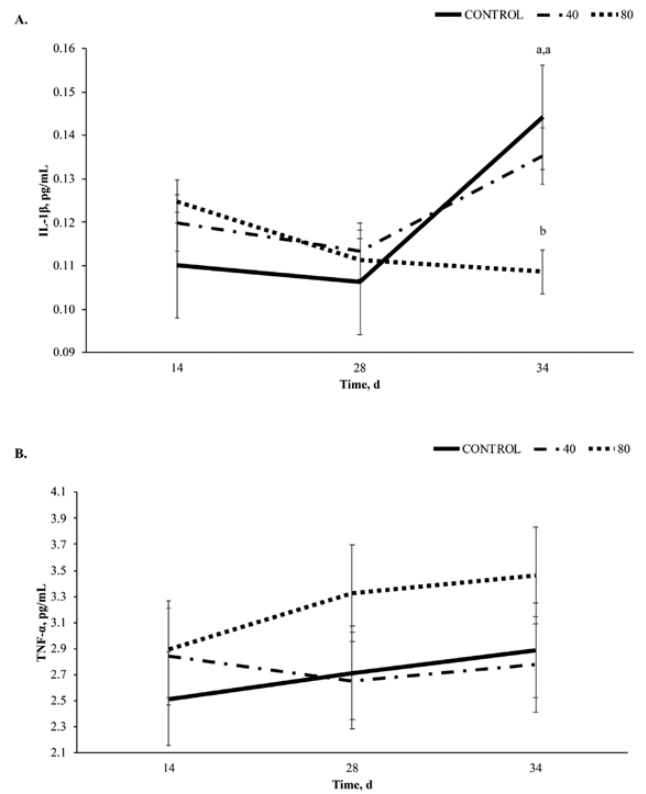 A.
CONTROL 40 80
0.16
0.15
0.14
0.13
0.12
0.11
0.10
0.09
IL-1β, pg/mL
a,a
b
14 28 34
Time, d
B.
CONTROL 40 80
4.1
3.9
3.7
3.5
3.3
3.1
2.9
2.7
2.5
2.3
2.1
TNF-α, pg/mL
14 28 34
Time, d